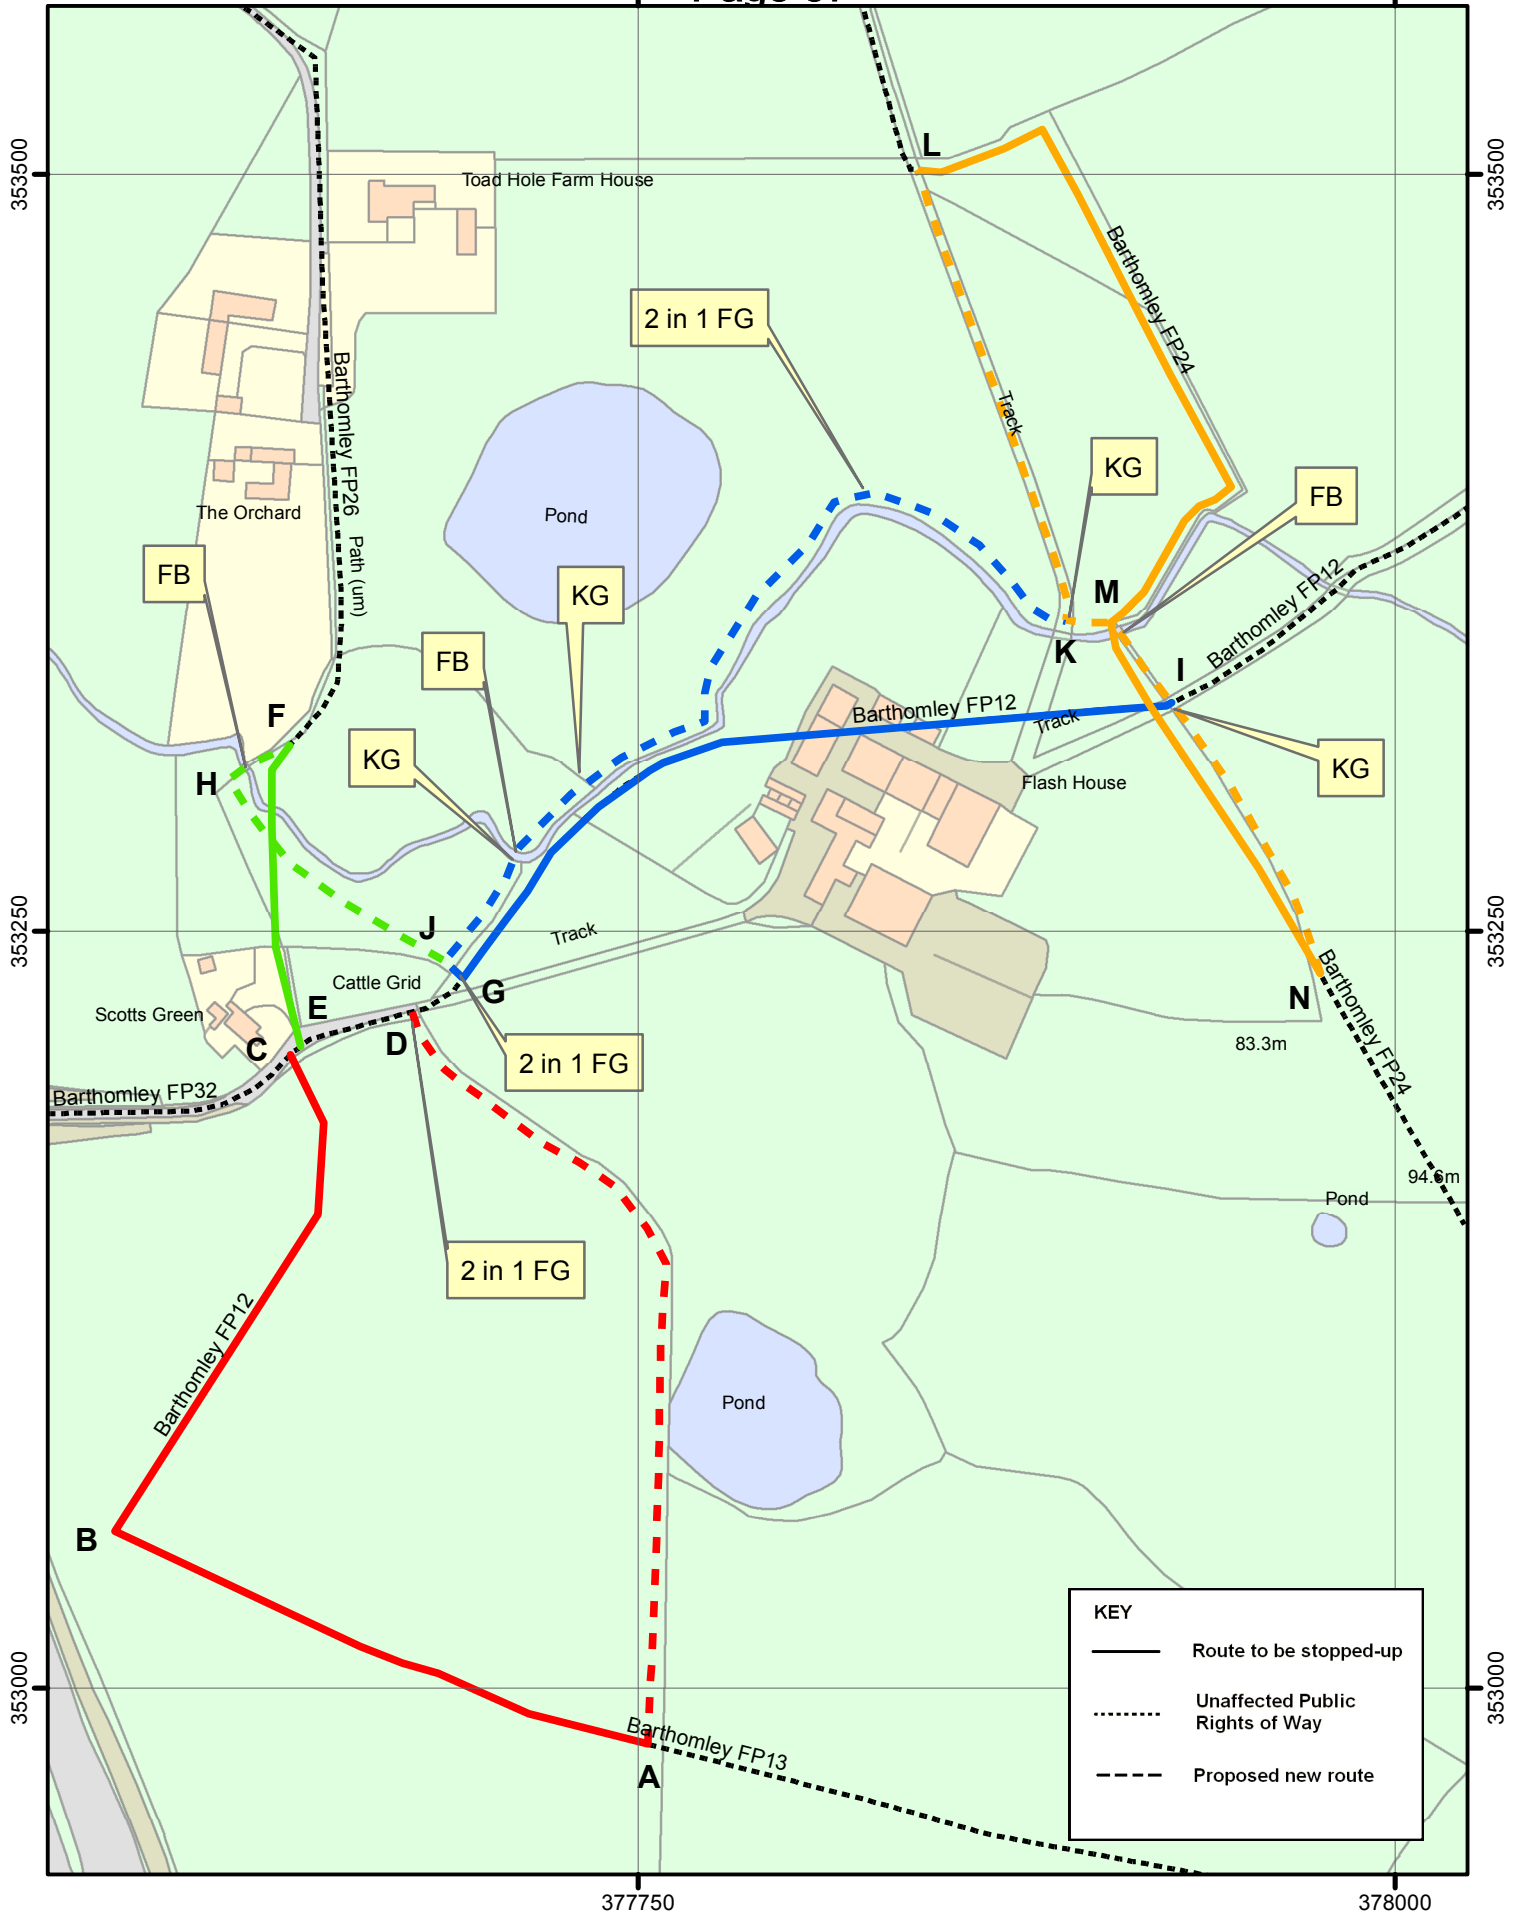 L
353500
353500
Toad Hole Farm House
Barthomley FP24
2 in 1 FG
Barthomley FP26
Track
KG
FB
The Orchard
Pond
Path (um)
FB
KG
Barthomley FP12
M
FB
K
I
F
Barthomley FP12
Track
KG
H
KG
Flash House
J
Track
353250
353250
Cattle Grid
G
N
Barthomley FP24
Scotts Green
E
D
C
83.3m
2 in 1 FG
Barthomley FP32
94.6m
Pond
2 in 1 FG
Barthomley FP12
Pond
B
KEY
Route to be stopped-up
Unaffected Public
Rights of Way
Proposed new route
353000
353000
Barthomley FP13
A
377750
378000